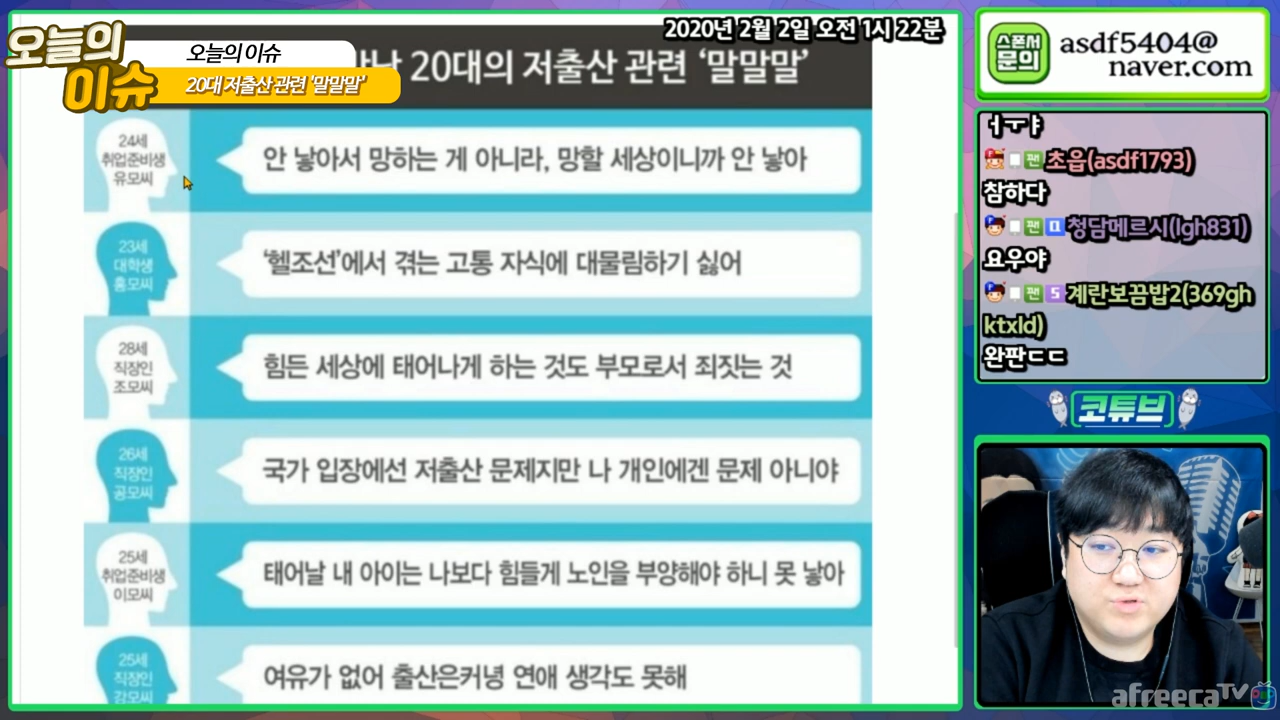 오늘의
이슈
오늘의 이슈
20대 저출산 관련 '말말말'
2020년 2월 2일 오전 1시 22분
20대의 저출산 관련 ‘말말말’
24세
취업준비생
유모씨
안 낳아서 망하는 게 아니라, 망할 세상이니까 안 낳아
23세
대학생
홍모씨
‘헬조선’에서 겪는 고통 자식에 대물림하기 싫어
28세
직장인
조모씨
힘든 세상에 태어나게 하는 것도 부모로서 죄짓는 것
26세
직장인
공모씨
국가 입장에선 저출산 문제지만 나 개인에겐 문제 아니야
25세
취업준비생
이모씨
태어날 내 아이는 나보다 힘들게 노인을 부양해야 하니 못 낳아
25세
직장인
강모씨
여유가 없어 출산은커녕 연애 생각도 못해
스폰서
문의
asdf5404@
naver.com
ㅓㅜㅑ
팬 초읍(asdf1793)
참하다
팬 청담메르시(lgh831)
요우야
팬 S 계란보끔밥2(369gh
ktxld)
완판ㄷㄷ
코튜브
afreecaTV